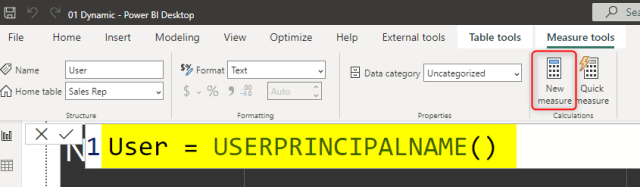 01 Dynamic - Power BI Desktop
Search
File Home Insert Modeling View Optimize Help External tools Table tools Measure tools
Name User
Home table Sales Rep
Structure
Format Text
$ % Auto
Formatting
Data category Uncategorized
Properties
New measure
Quick measure
Calculations
1 User = USERPRINCIPALNAME()